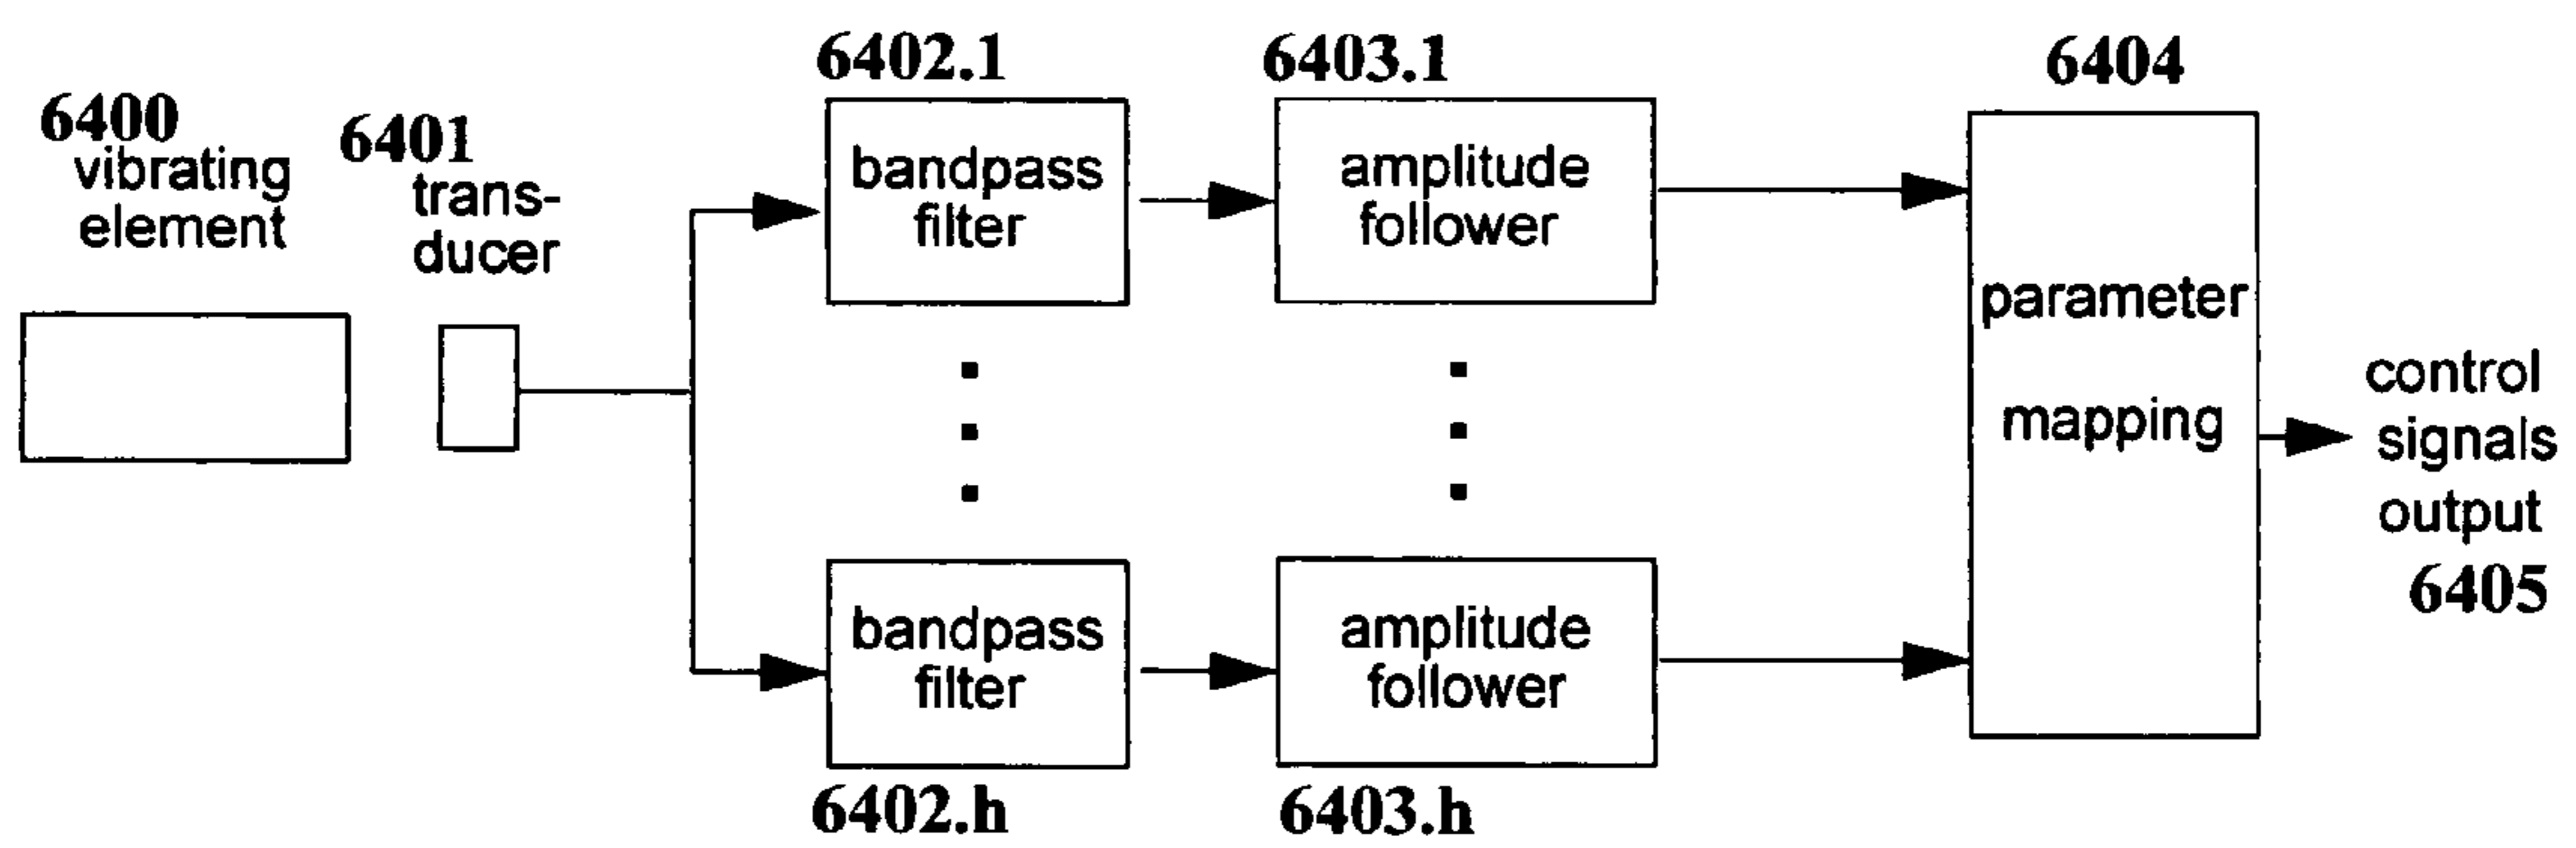 6400
vibrating
element
6401
trans-
ducer
6402.1
bandpass
filter
6403.1
amplitude
follower
6404
parameter
mapping
control
signals
output
6405
bandpass
filter
6402.h
amplitude
follower
6403.h